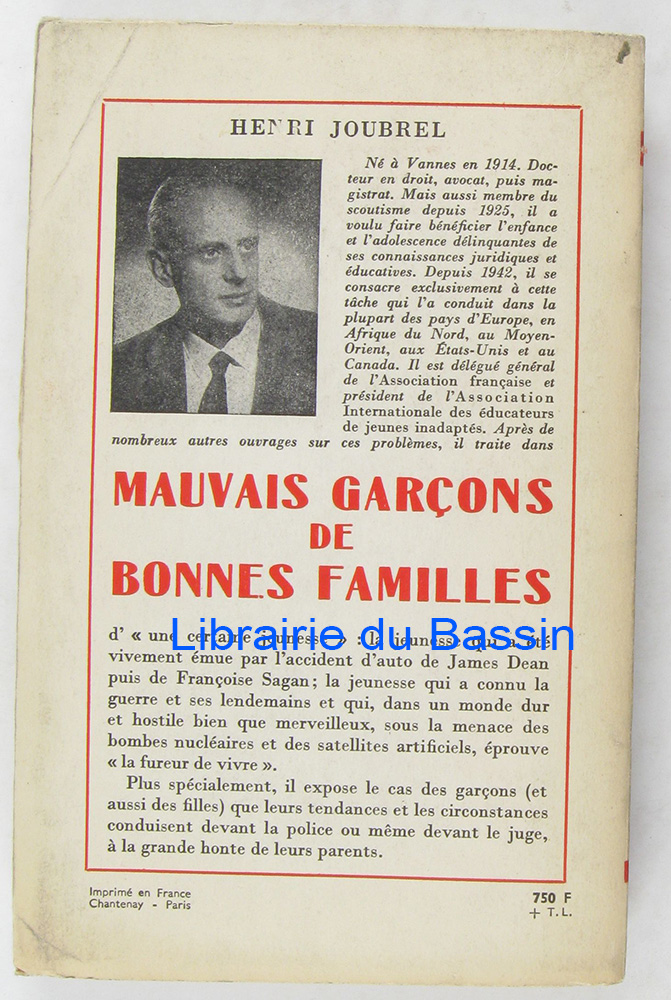 HENRI JOUBREL
Né à Vannes en 1914. Doc-
teur en droit, avocat, puis ma-
gistrat. Mais aussi membre du
scoutisme depuis 1925, il a
voulu faire bénéficier l'enfance
et l'adolescence délinquantes de
ses connaissances juridiques et
éducatives. Depuis 1942, il se
consacre exclusivement à cette
tâche qui l'a conduit dans la
plupart des pays d'Europe, en
Afrique du Nord, au Moyen-
Orient, aux États-Unis et au
Canada. Il est délégué général
de l'Association française et
président de l'Association
Internationale des éducateurs
de jeunes inadaptés. Après de
nombreux autres ouvrages sur ces problèmes, il traite dans
MAUVAIS GARÇONS
DE
BONNES FAMILLES
d' « une certaine jeunesse » : la jeunesse qui a été
Librairie du Bassin
vivement émue par l'accident d'auto de James Dean
puis de Françoise Sagan ; la jeunesse qui a connu la
guerre et ses lendemains et qui, dans un monde dur
et hostile bien que merveilleux, sous la menace des
bombes nucléaires et des satellites artificiels, éprouve
« la fureur de vivre ».
Plus spécialement, il expose le cas des garçons (et
aussi des filles) que leurs tendances et les circonstances
conduisent devant la police ou même devant le juge,
à la grande honte de leurs parents.
Imprimé en France
Chantenay - Paris
750 F
+ T.L.